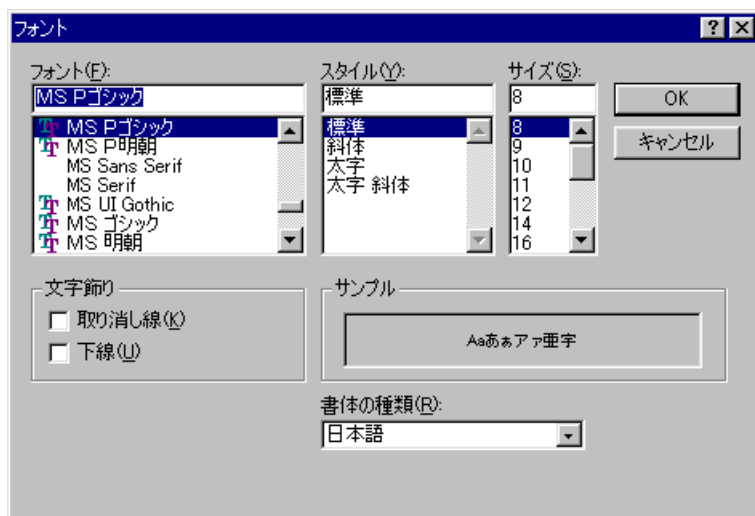 フォント
フォント(F):
MS Pゴシック
MS Pゴシック
MS P明朝
MS Sans Serif
MS Serif
MS UI Gothic
MS ゴシック
MS 明朝
スタイル(Y):
標準
標準
斜体
太字
太字 斜体
サイズ(S):
8
8
9
10
11
12
14
16
OK
キャンセル
文字飾り
取り消し線(K)
下線(U)
サンプル
Aaあぁアァ亜宇
書体の種類(R):
日本語